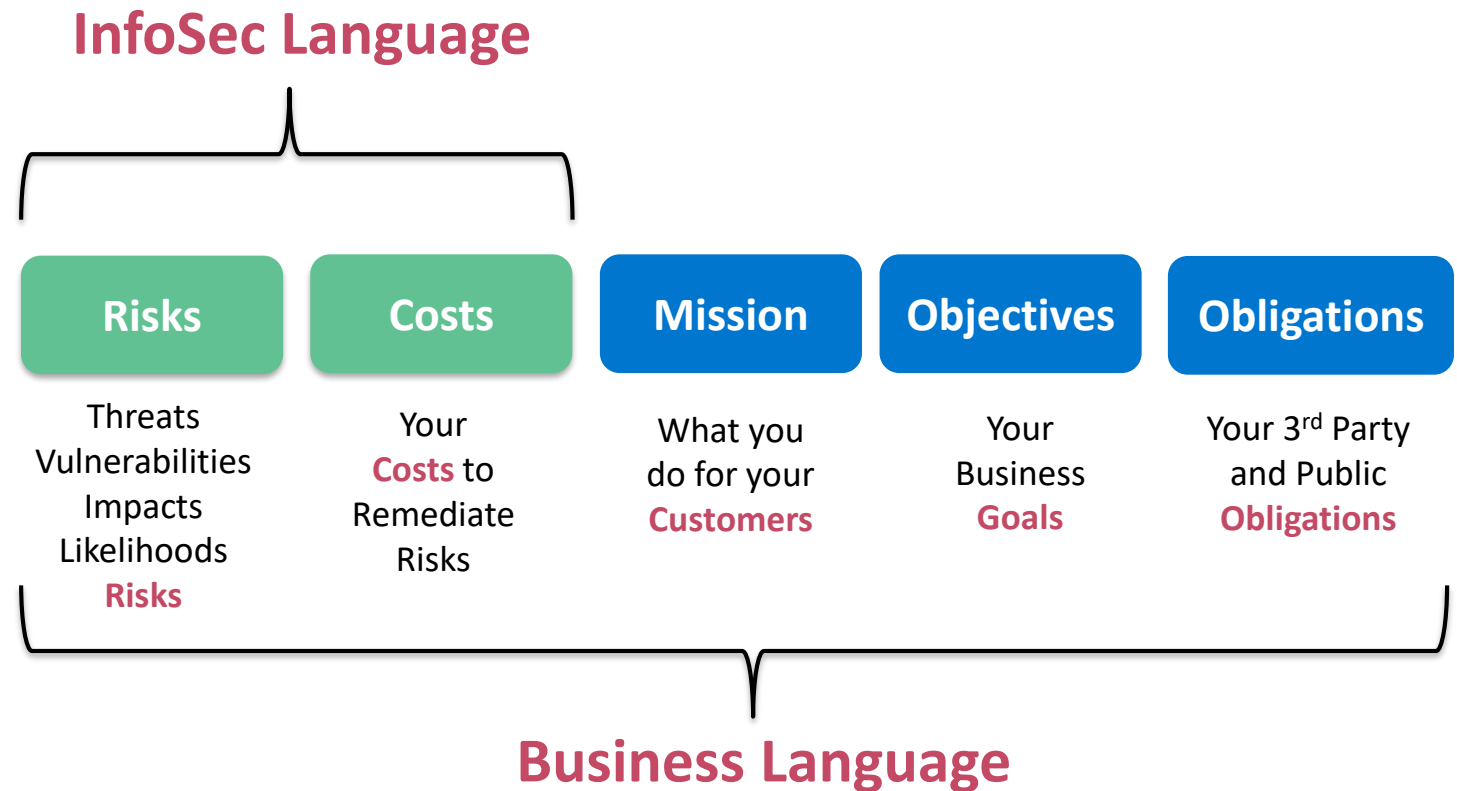 InfoSec Language
Risks
Costs
Mission
Objectives
Obligations
Threats
Vulnerabilities
Impacts
Likelihoods
Risks
Your
Costs to
Remediate
Risks
What you
do for your
Customers
Your
Business
Goals
Your 3rd Party
and Public
Obligations
Business Language